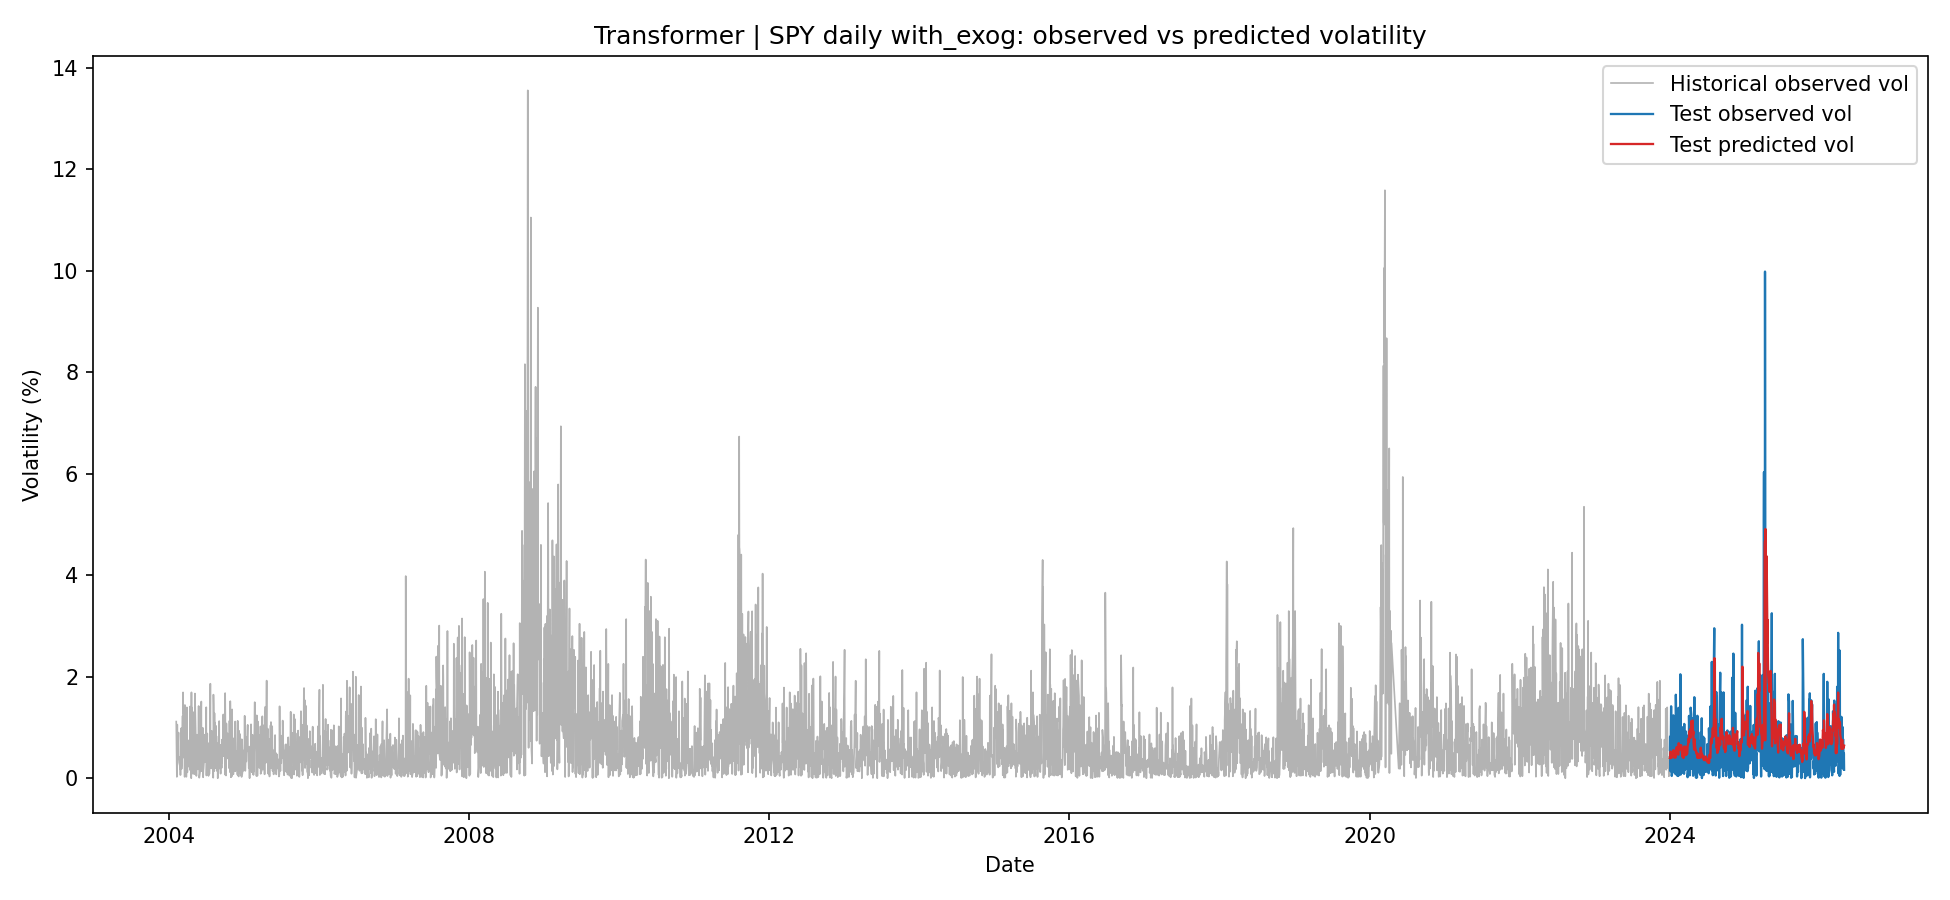 Transformer | SPY daily with_exog: observed vs predicted volatility
Historical observed vol
Test observed vol
Test predicted vol
Volatility (%)
14
12
10
8
6
4
2
0
2004
2008
2012
2016
2020
2024
Date